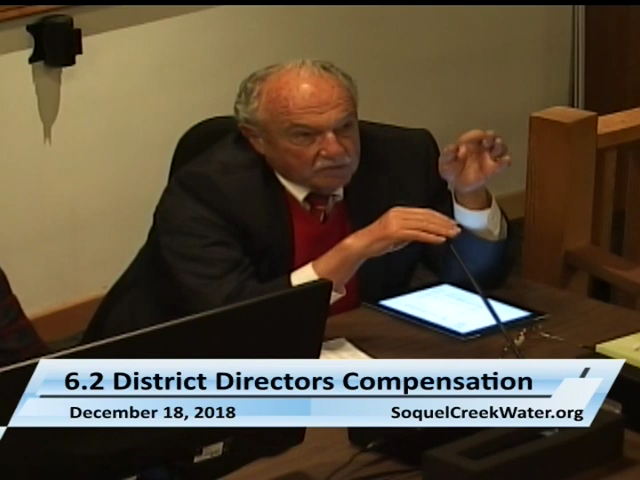 6.2 District Directors Compensation
December 18, 2018 SoquelCreekWater.org